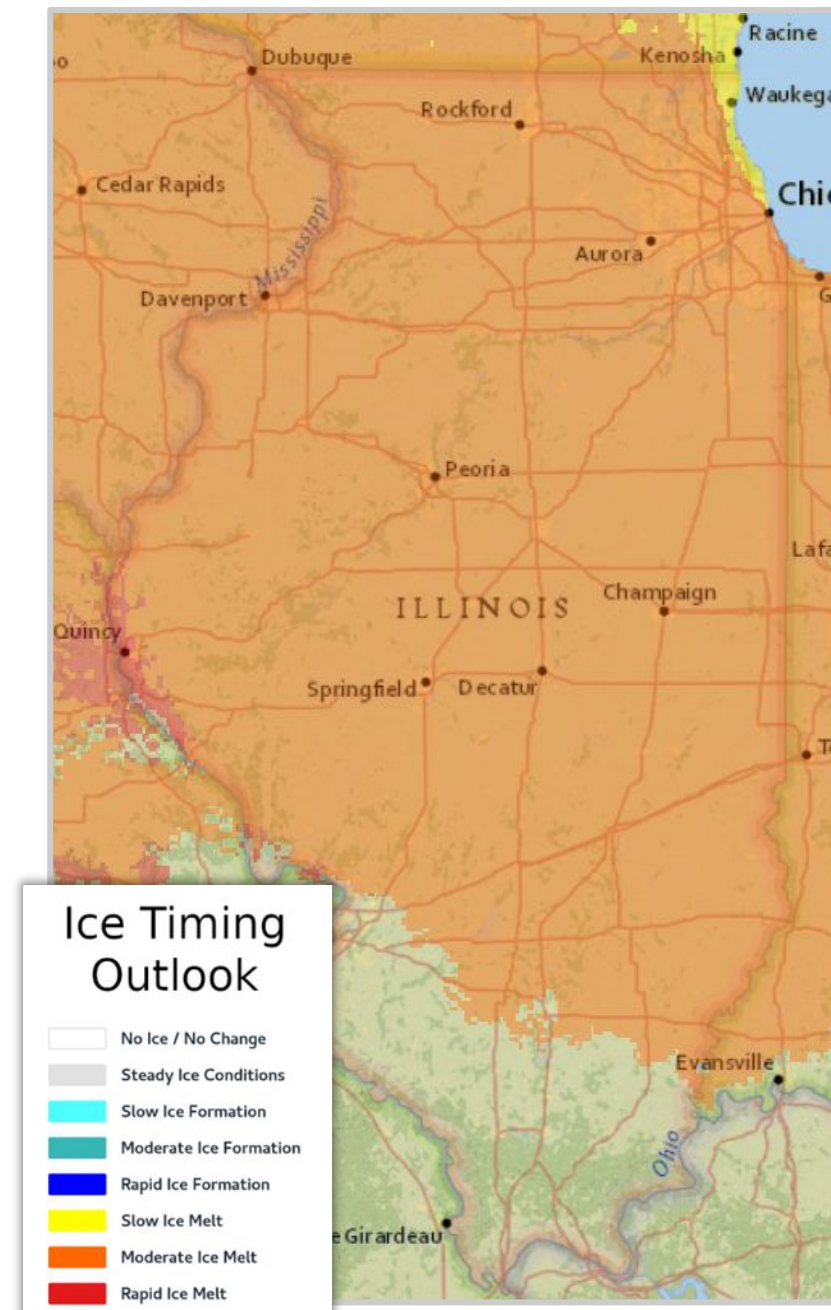 Racine
Dubuque
Kenosha
Rockford
Cedar Rapids
Aurora
Mississippi
Davenport
Peoria
ILLINOIS
Champaign
Quincy
Springfield
Decatur
Evansville
Ohio
Girardeau
Ice Timing
Outlook
No Ice / No Change
Steady Ice Conditions
Slow Ice Formation
Moderate Ice Formation
Rapid Ice Formation
Slow Ice Melt
Moderate Ice Melt
Rapid Ice Melt